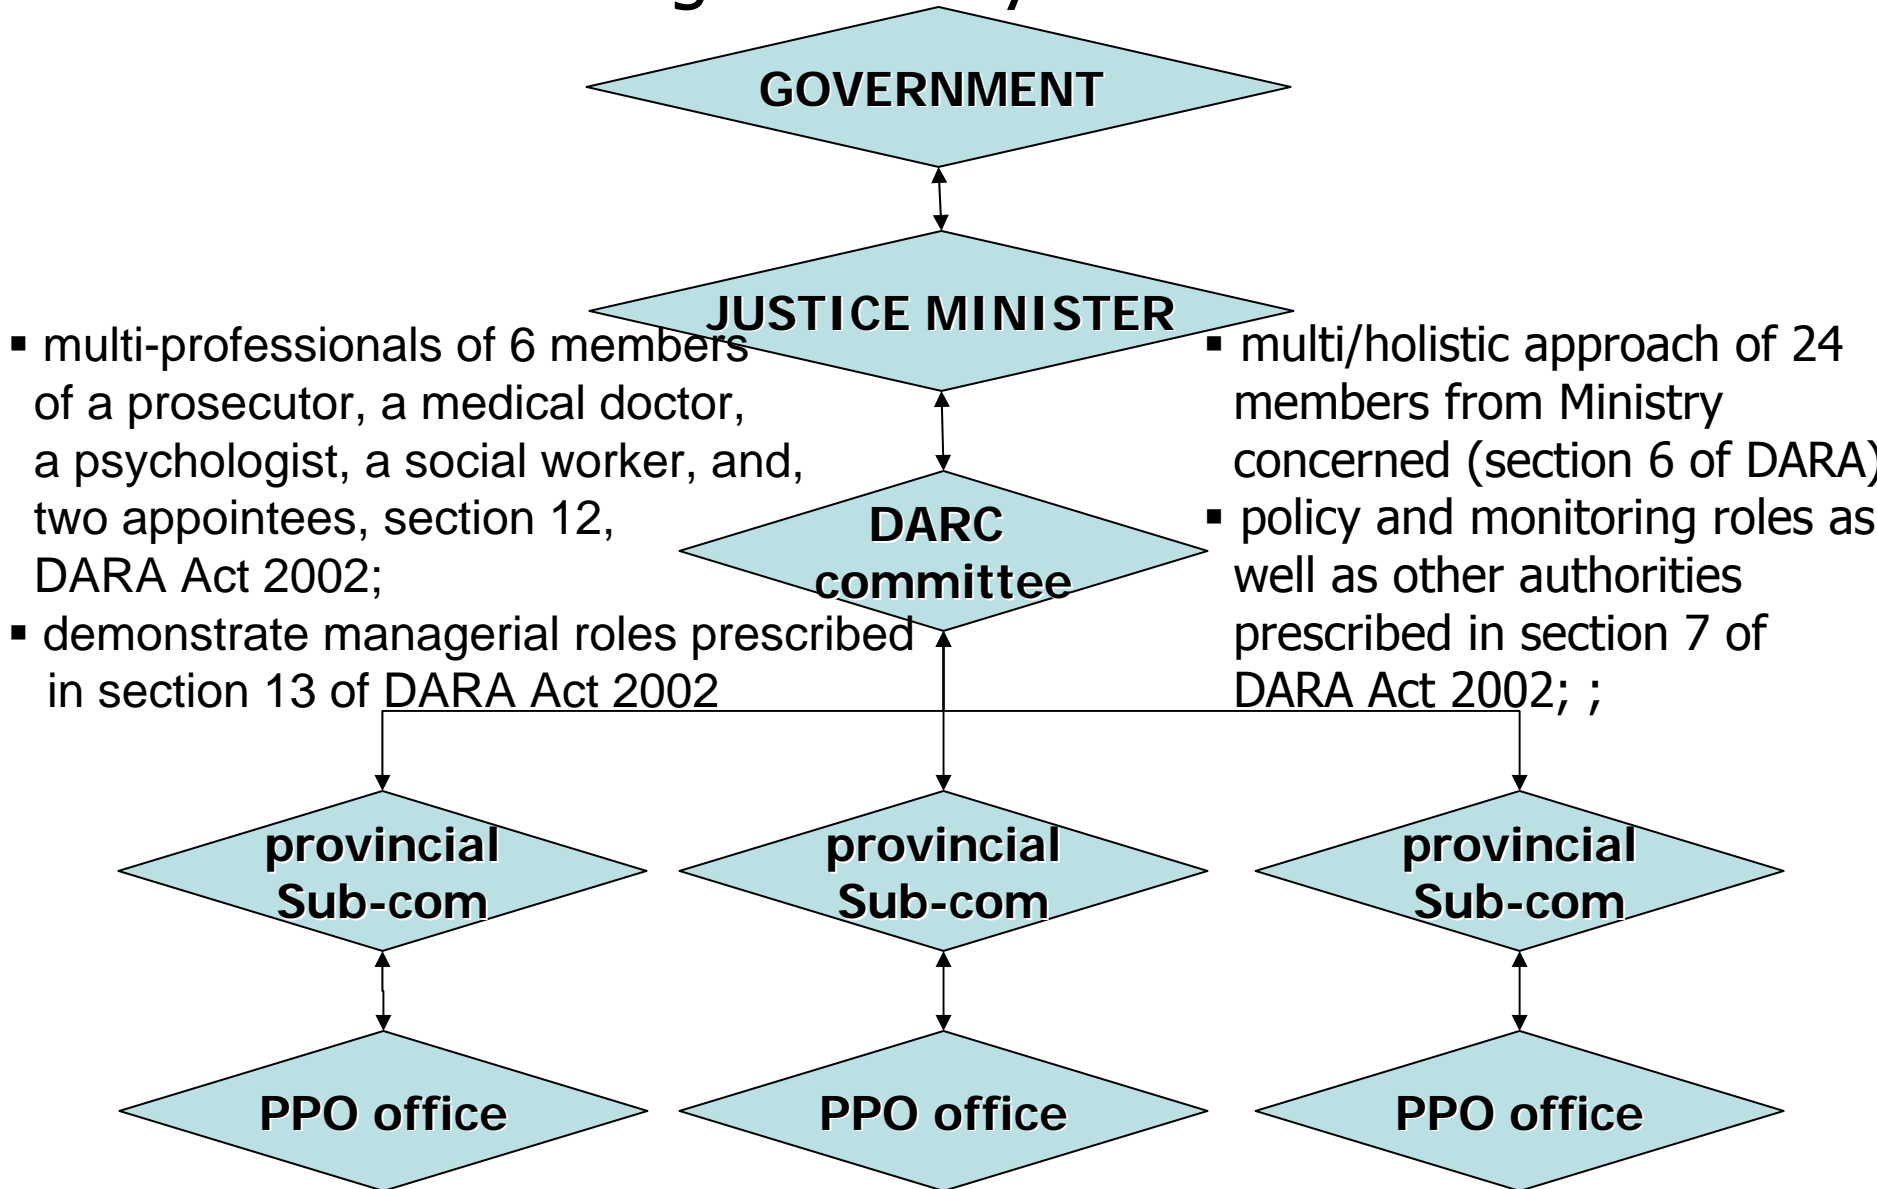 GOVERNMENT
JUSTICE MINISTER
▪ multi-professionals of 6 members
of a prosecutor, a medical doctor,
a psychologist, a social worker, and,
two appointees, section 12,
DARA Act 2002;
▪ demonstrate managerial roles prescribed
in section 13 of DARA Act 2002
▪ multi/holistic approach of 24
members from Ministry
concerned (section 6 of DARA)
▪ policy and monitoring roles as
well as other authorities
prescribed in section 7 of
DARA Act 2002; ;
DARC
committee
provincial
Sub-com
provincial
Sub-com
provincial
Sub-com
PPO office
PPO office
PPO office